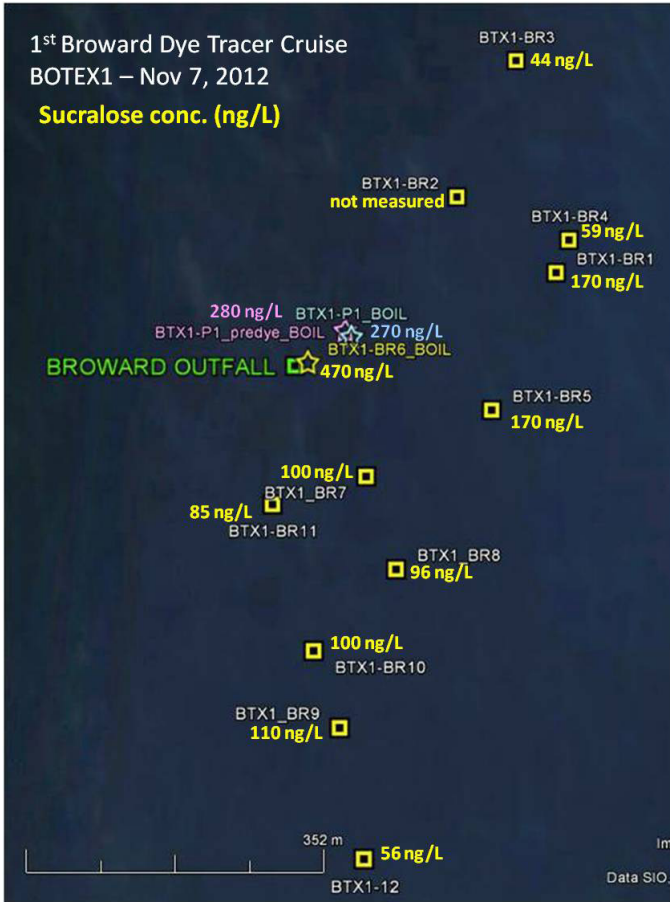 1st Broward Dye Tracer Cruise
BOTEX1 – Nov 7, 2012
Sucralose conc. (ng/L)
BTX1-BR3
44 ng/L
BTX1-BR2
not measured
BTX1-BR4
59 ng/L
BTX1-BR1
170 ng/L
280 ng/L BTX1-P1_BOIL
BTX1-P1_predye_BOIL 270 ng/L
BTX1-BR6_BOIL
BROWARD OUTFALL 470 ng/L
BTX1-BR5
170 ng/L
100 ng/L
BTX1_BR7
85 ng/L
BTX1-BR11
BTX1_BR8
96 ng/L
100 ng/L
BTX1-BR10
BTX1_BR9
110 ng/L
352 m
56 ng/L
BTX1-12
Im
Data SIO,